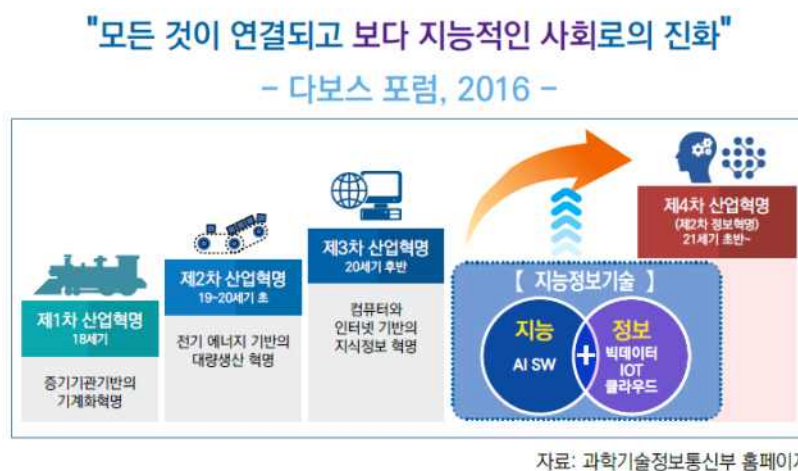 "모든 것이 연결되고 보다 지능적인 사회로의 진화"
- 다보스 포럼, 2016 -
제1차 산업혁명
18세기
증기기관기반의
기계화혁명
제2차 산업혁명
19~20세기 초
전기 에너지 기반의
대량생산 혁명
제3차 산업혁명
20세기 후반
컴퓨터와
인터넷 기반의
지식정보 혁명
【 지능정보기술 】
지능
AI SW
+
정보
빅데이터
IOT
클라우드
제4차 산업혁명
(제2차 정보혁명)
21세기 초반~
자료: 과학기술정보통신부 홈페이지